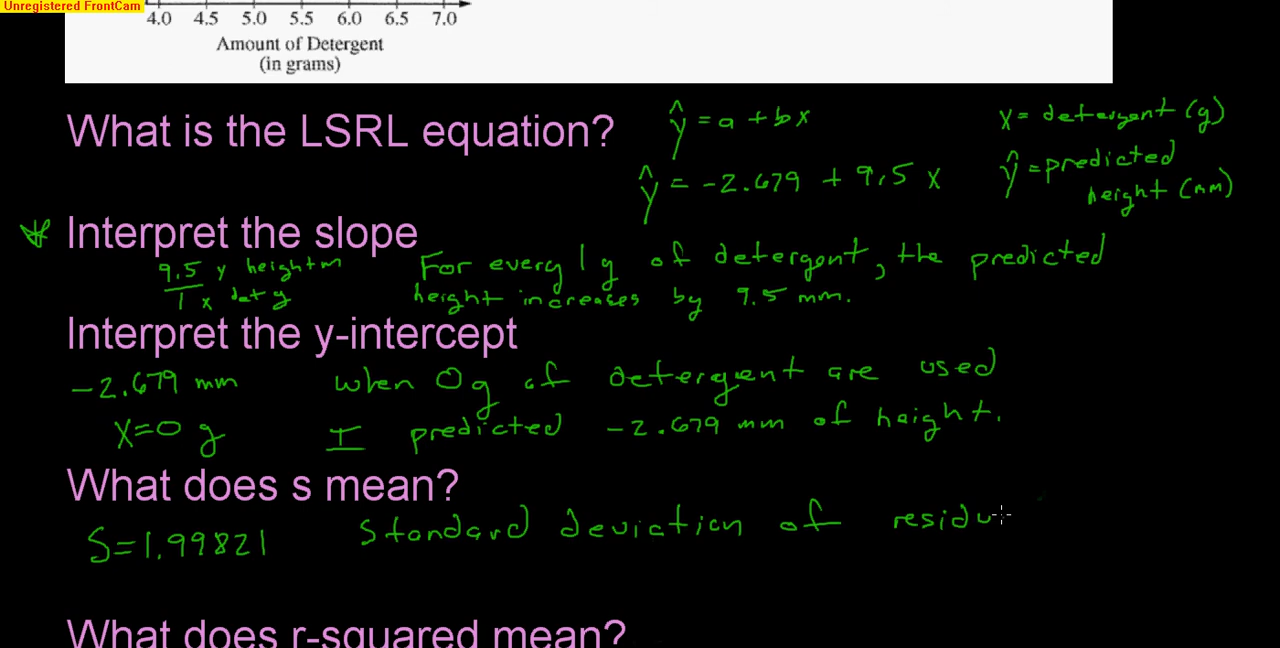 Unregistered FrontCam
4.0 4.5 5.0 5.5 6.0 6.5 7.0
Amount of Detergent
(in grams)
What is the LSRL equation?
ŷ = a + bx
ŷ = -2.679 + 9.5 x
x = detergent (g)
ŷ = predicted
height (mm)
Interpret the slope
9.5 y height m
1 x det g
For every 1 g of detergent, the predicted
height increases by 9.5 mm.
Interpret the y-intercept
-2.679 mm
x=0 g
when 0 g of detergent are used
I predicted -2.679 mm of height.
What does s mean?
S=1.99821
Standard deviation of residu
What does r-squared mean?